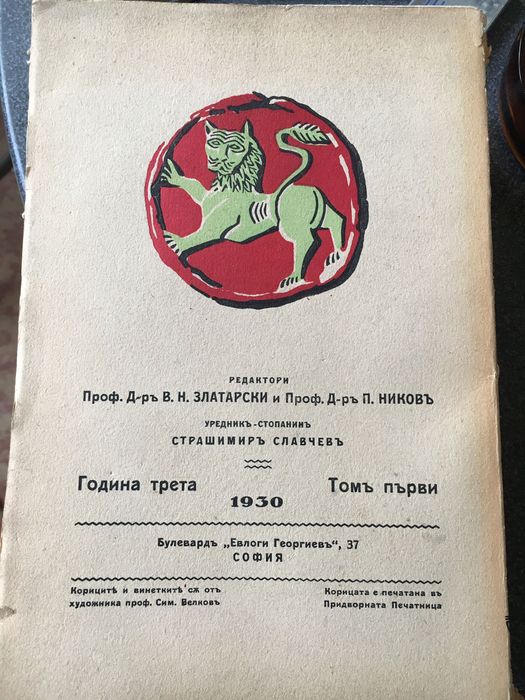 РЕДАКТОРИ
Проф. Д-ръ В. Н. ЗЛАТАРСКИ и Проф. Д-ръ П. НИКОВЪ
УРЕДНИКЪ-СТОПАНИНЪ
СТРАШИМИРЪ СЛАВЧЕВЪ
Година трета 1930 Томъ първи
Булевардъ „Евлоги Георгиевъ", 37
СОФИЯ
Корицитѣ и винеткитѣ сѫ отъ
художника проф. Сим. Велковъ
Корицата е печатана въ
Придворната Печатница